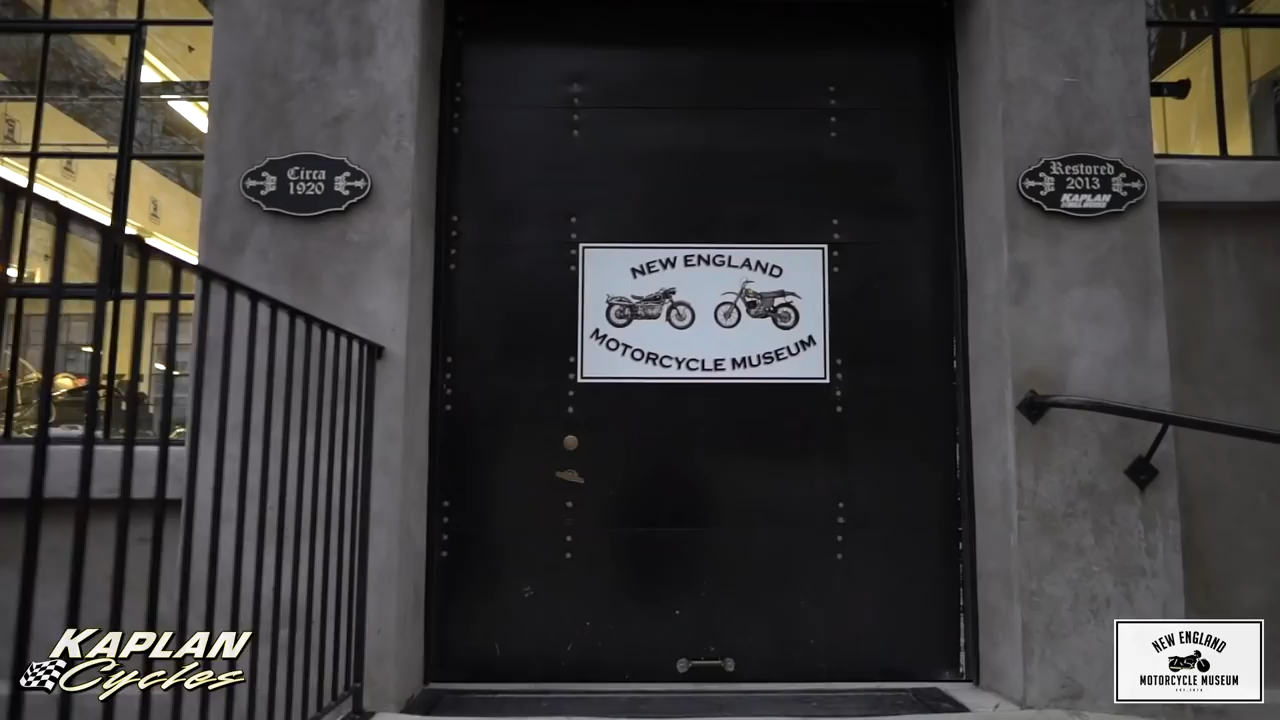 Circa
1920
Restored
2013
KAPLAN
NEW ENGLAND
MOTORCYCLE MUSEUM
KAPLAN
Cycles
NEW ENGLAND
MOTORCYCLE MUSEUM